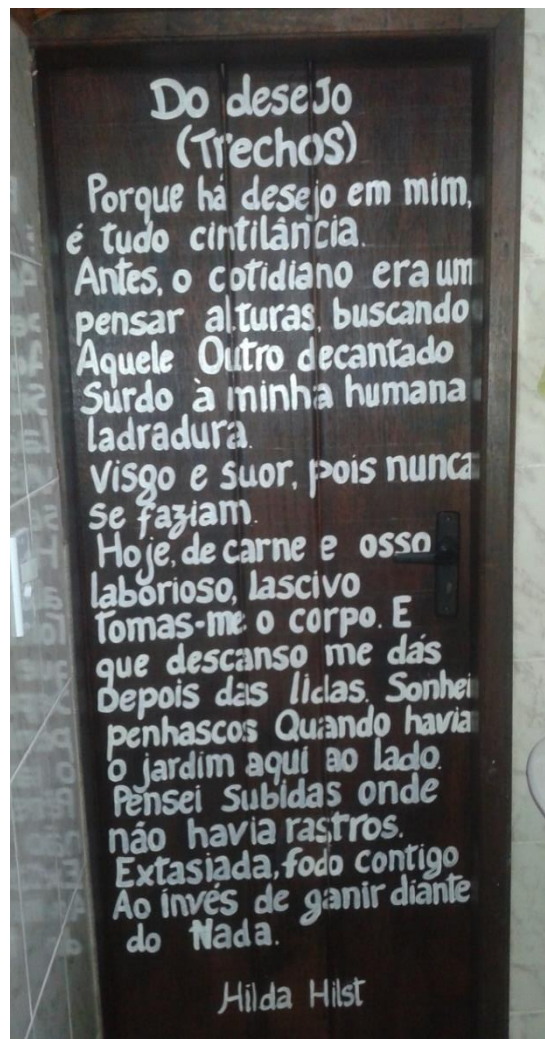 Do deseJo
(Trechos)
Porque há desejo em mim,
é tudo cintilância.
Antes, o cotidiano era um
pensar alturas, buscando
Aquele Outro decantado
Surdo à minha humana
ladradura.
Visgo e suor, pois nunca
se faziam.
Hoje, de carne e osso
laborioso, lascivo
Tomas-me o corpo. E
que descanso me dás
Depois das lidas. Sonhei
penhascos Quando havia
o jardim aqui ao lado.
Pensei subidas onde
não havia rastros.
Extasiada, fodo contigo
Ao invés de ganir diante
do Nada.
Hilda Hilst